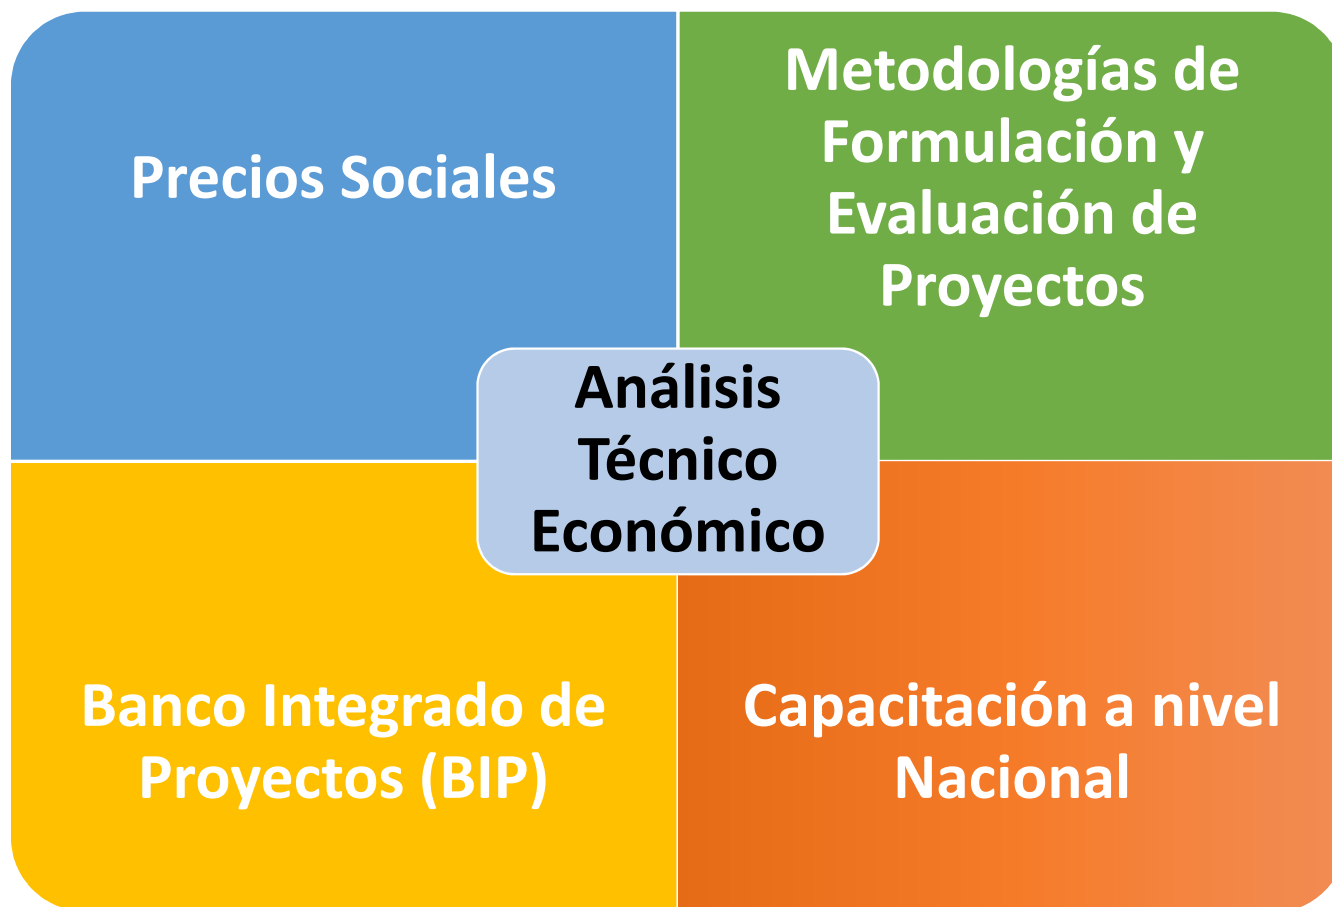 Precios Sociales
Metodologías de
Formulación y
Evaluación de
Proyectos
Análisis
Técnico
Económico
Banco Integrado de
Proyectos (BIP)
Capacitación a nivel
Nacional